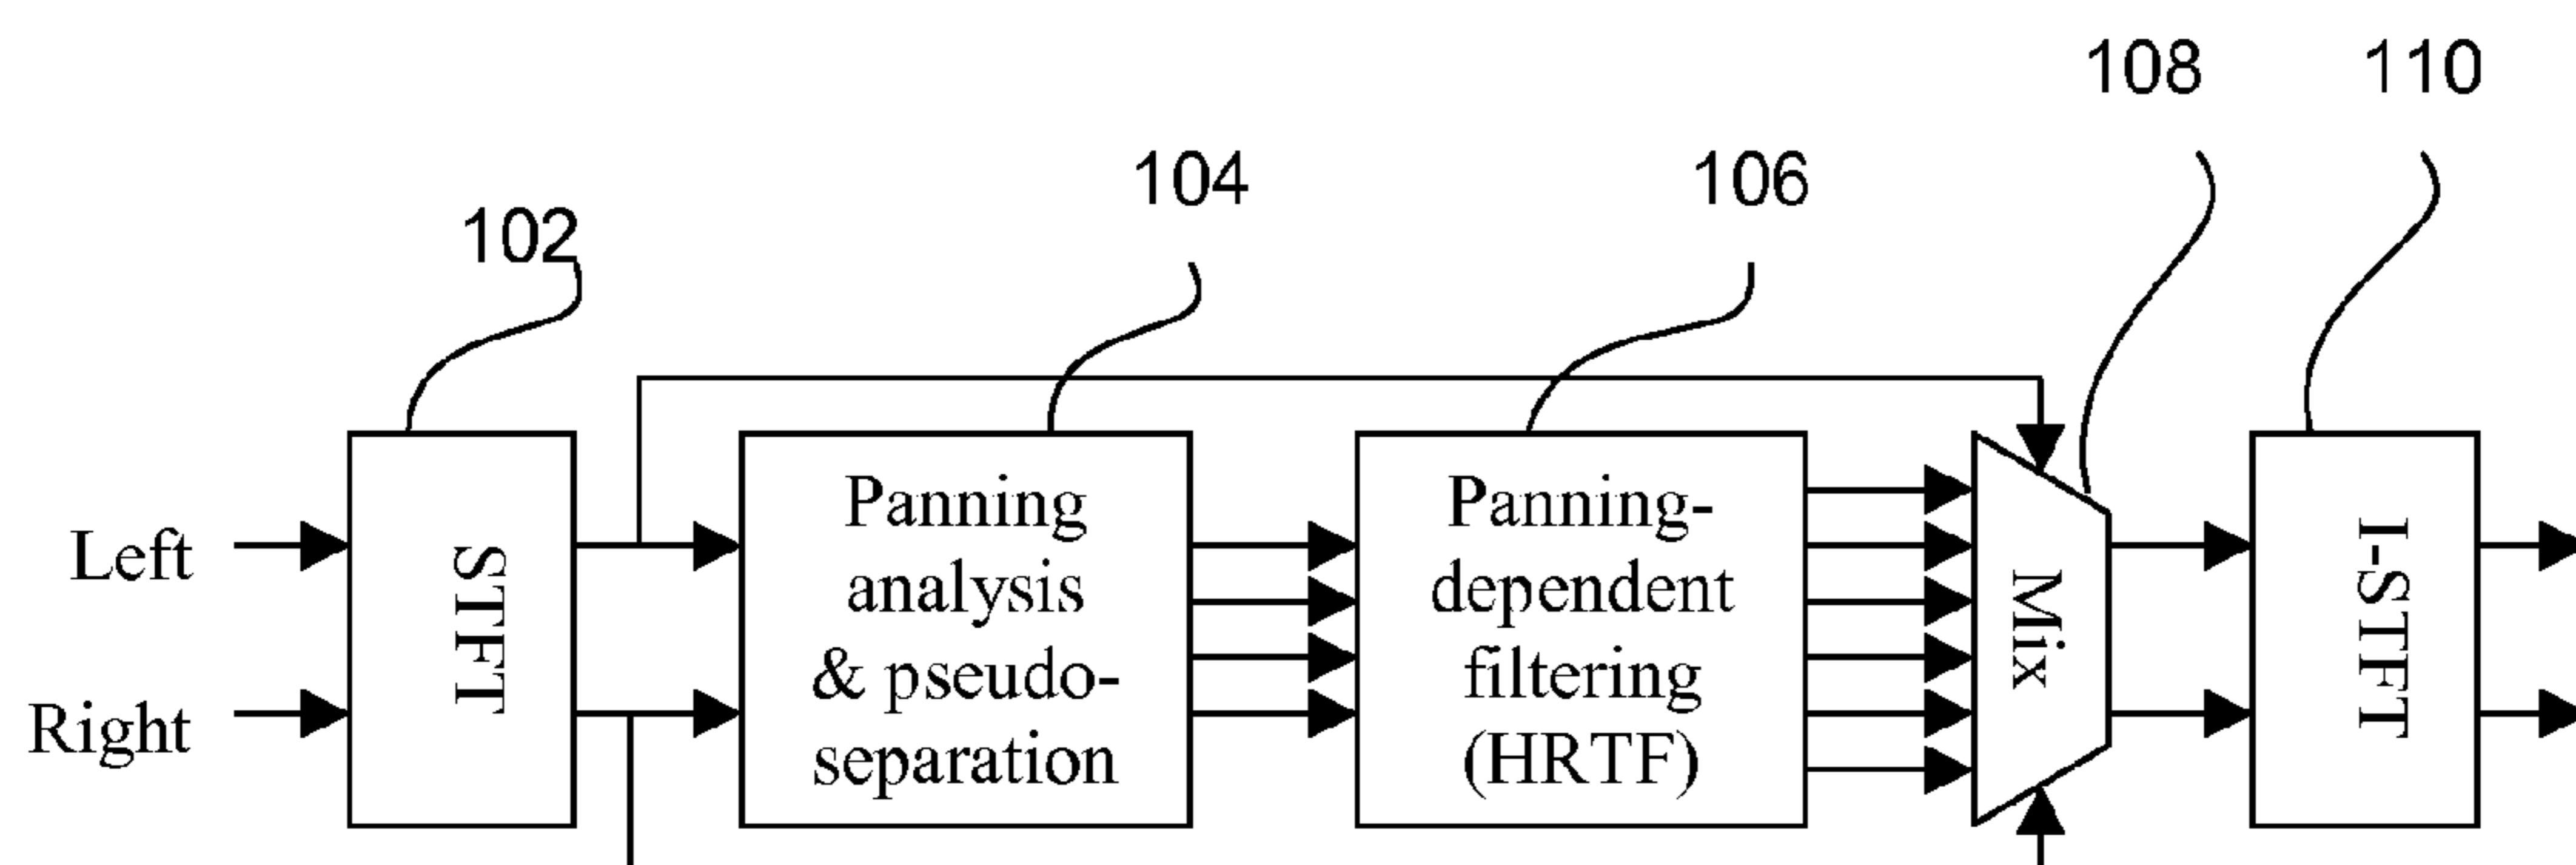 108
110
104
106
102
Left
Right
STFT
Panning
analysis
& pseudo-
separation
Panning-
dependent
filtering
(HRTF)
Mix
I-STFT